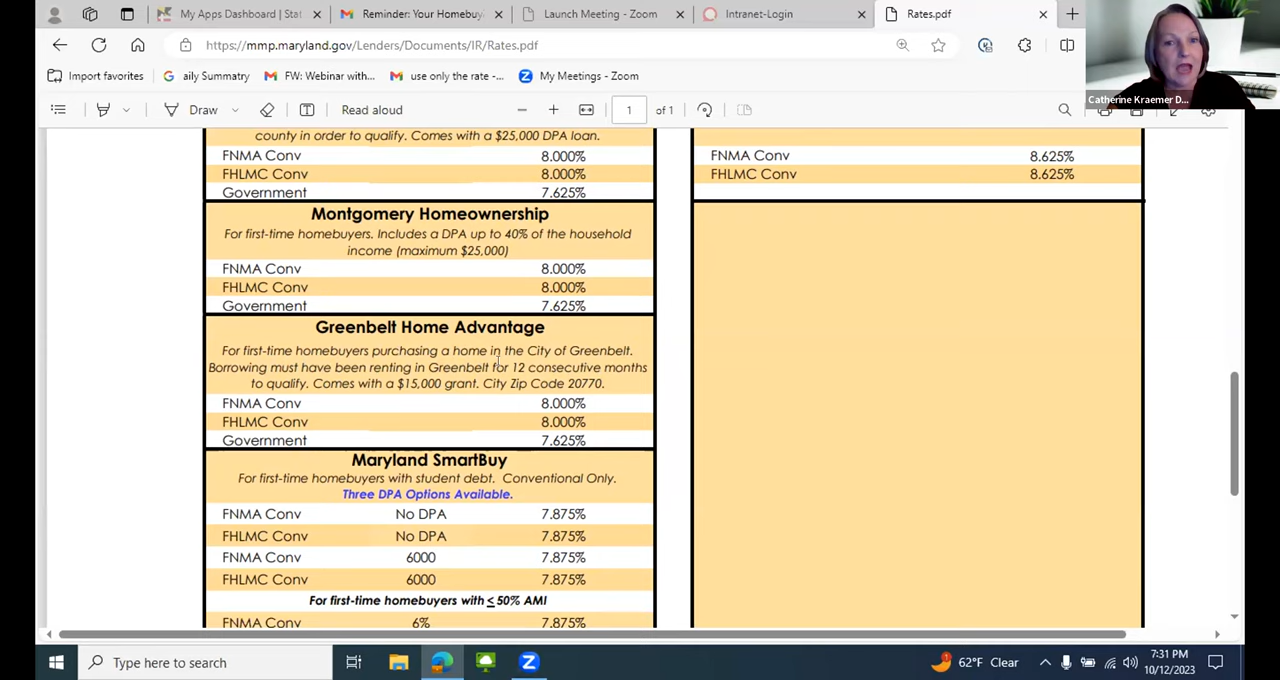 My Apps Dashboard | Stat
Reminder: Your Homebuy
Launch Meeting - Zoom
Intranet-Login
Rates.pdf
https://mmp.maryland.gov/Lenders/Documents/IR/Rates.pdf
Import favorites
aily Summatry
FW: Webinar with...
use only the rate -...
My Meetings - Zoom
Draw
Read aloud
1 of 1
Catherine Kraemer D...
county in order to qualify. Comes with a $25,000 DPA loan.
FNMA Conv 8.000%
FHLMC Conv 8.000%
Government 7.625%
Montgomery Homeownership
For first-time homebuyers. Includes a DPA up to 40% of the household
income (maximum $25,000)
FNMA Conv 8.000%
FHLMC Conv 8.000%
Government 7.625%
Greenbelt Home Advantage
For first-time homebuyers purchasing a home in the City of Greenbelt.
Borrowing must have been renting in Greenbelt for 12 consecutive months
to qualify. Comes with a $15,000 grant. City Zip Code 20770.
FNMA Conv 8.000%
FHLMC Conv 8.000%
Government 7.625%
Maryland SmartBuy
For first-time homebuyers with student debt. Conventional Only.
Three DPA Options Available.
FNMA Conv No DPA 7.875%
FHLMC Conv No DPA 7.875%
FNMA Conv 6000 7.875%
FHLMC Conv 6000 7.875%
For first-time homebuyers with ≤ 50% AMI
FNMA Conv 6% 7.875%
FNMA Conv 8.625%
FHLMC Conv 8.625%
Type here to search
62°F Clear
7:31 PM
10/12/2023